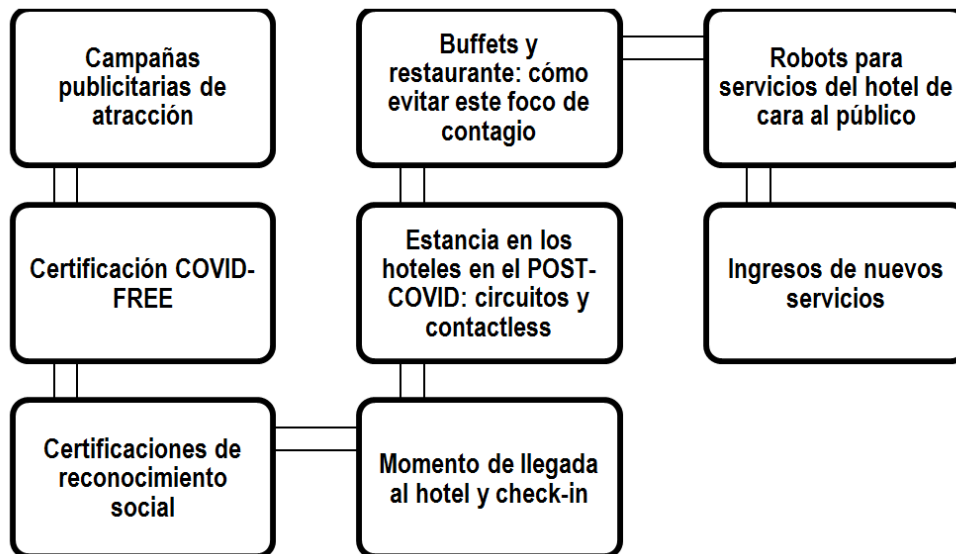 Campañas
publicitarias de
atracción
Certificación COVID-
FREE
Certificaciones de
reconocimiento
social
Momento de llegada
al hotel y check-in
Estancia en los
hoteles en el POST-
COVID: circuitos y
contactless
Buffets y
restaurante: cómo
evitar este foco de
contagio
Robots para
servicios del hotel de
cara al público
Ingresos de nuevos
servicios